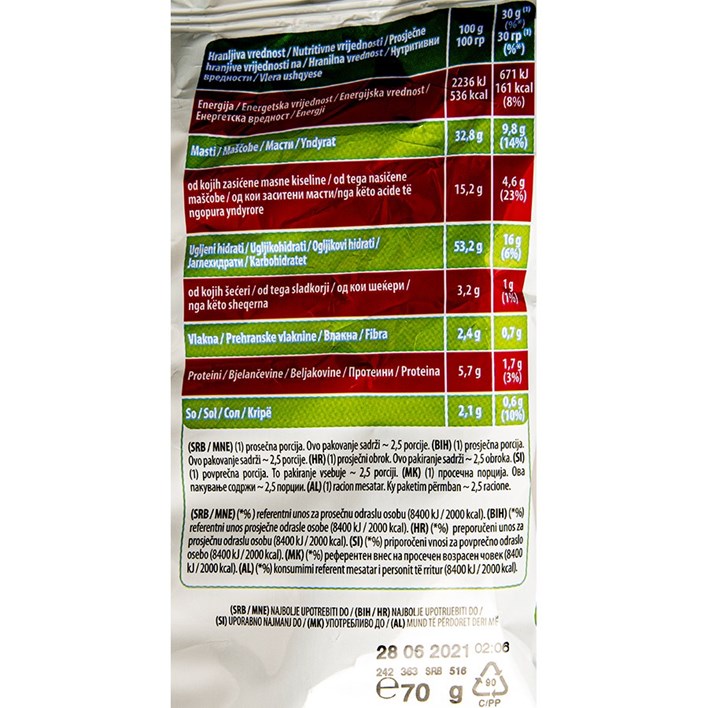 Hranljiva vrednost / Nutritivne vrijednosti / Prosječne
hranjive vrijednosti na / Hranilna vrednost / Нутритивни
вредности / Vlera ushqyese
100 g
100 гр
30 g (1)
(%*)
30 гр (1)
(%*)
Energija / Energetska vrijednost / Energijska vrednost /
Енергетска вредност / Energji
2236 kJ
536 kcal
671 kJ
161 kcal
(8%)
Masti / Maščobe / Масти / Yndyrat
32,8 g
9,8 g
(14%)
od kojih zasićene masne kiseline / od tega nasičene
maščobe / од кои заситени масти/nga këto acide të
ngopura yndyrore
15,2 g
4,6 g
(23%)
Ugljeni hidrati / Ugljikohidrati / Ogljikovi hidrati /
Јаглехидрати / Karbohidratet
53,2 g
16 g
(6%)
od kojih šećeri / od tega sladkorji / од кои шеќери /
nga këto sheqerna
3,2 g
1 g
(1%)
Vlakna / Prehranske vlaknine / Влакна / Fibra
2,4 g
0,7 g
Proteini / Bjelančevine / Beljakovine / Протеини / Proteina
5,7 g
1,7 g
(3%)
So / Sol / Сол / Kripë
2,1 g
0,6 g
(10%)
(SRB / MNE) (1) prosečna porcija. Ovo pakovanje sadrži ~ 2,5 porcije. (BIH) (1) prosječna porcija.
Ovo pakovanje sadrži ~ 2,5 porcije. (HR) (1) prosječni obrok. Ovo pakiranje sadrži ~ 2,5 obroka. (SI)
(1) povprečna porcija. To pakiranje vsebuje ~ 2,5 porciji. (MK) (1) просечна порција. Ова
пакување содржи ~ 2,5 порции. (AL) (1) racion mesatar. Ky paketim përmban ~ 2,5 racione.
(SRB / MNE) (*%) referentni unos za prosečnu odraslu osobu (8400 kJ / 2000 kcal). (BIH) (*%)
referentni unos prosječne odrasle osobe (8400 kJ / 2000 kcal). (HR) (*%) preporučeni unos za
prosječnu odraslu osobu (8400 kJ / 2000 kcal). (SI) (*%) priporočeni vnosi za povprečno odraslo
osebo (8400 kJ / 2000 kcal). (MK) (*%) референтен внес на просечен возрасен човек (8400
kJ / 2000 kcal). (AL) (*%) konsumimi referent mesatar i personit të rritur (8400 kJ / 2000 kcal).
(SRB / MNE) NAJBOLJE UPOTREBITI DO / (BIH / HR) NAJBOLJE UPOTRIJEBITI DO /
(SI) UPORABNO NAJMANJ DO / (MK) УПОТРЕБЛИВО ДО / (AL) MUND TË PËRDORET DERI MË
28 06 2021 02:06
242 363 SRB 516
℮70 g
90
C/PP